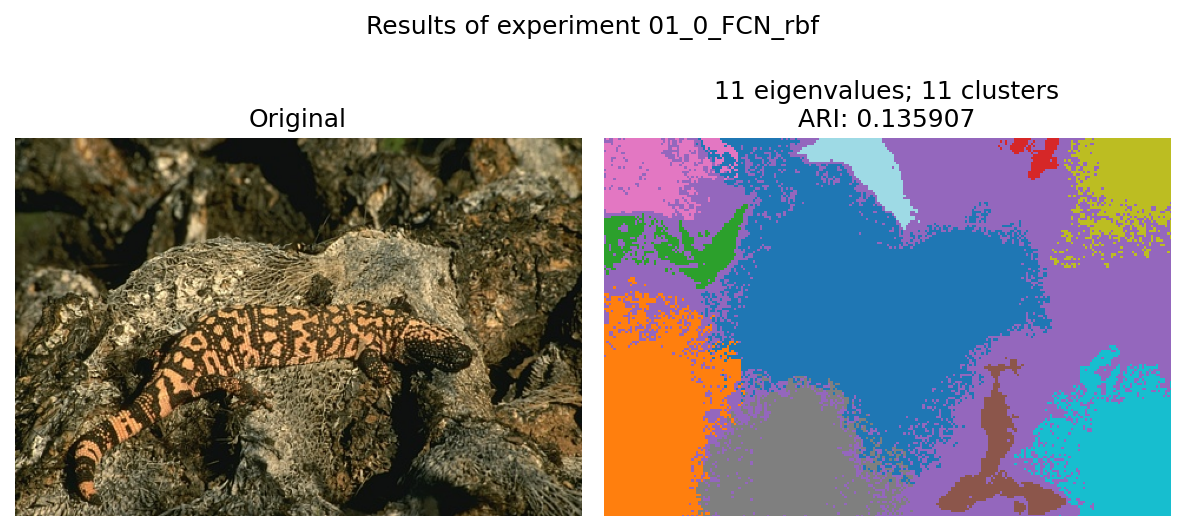 Results of experiment 01_0_FCN_rbf
Original
11 eigenvalues; 11 clusters
ARI: 0.135907